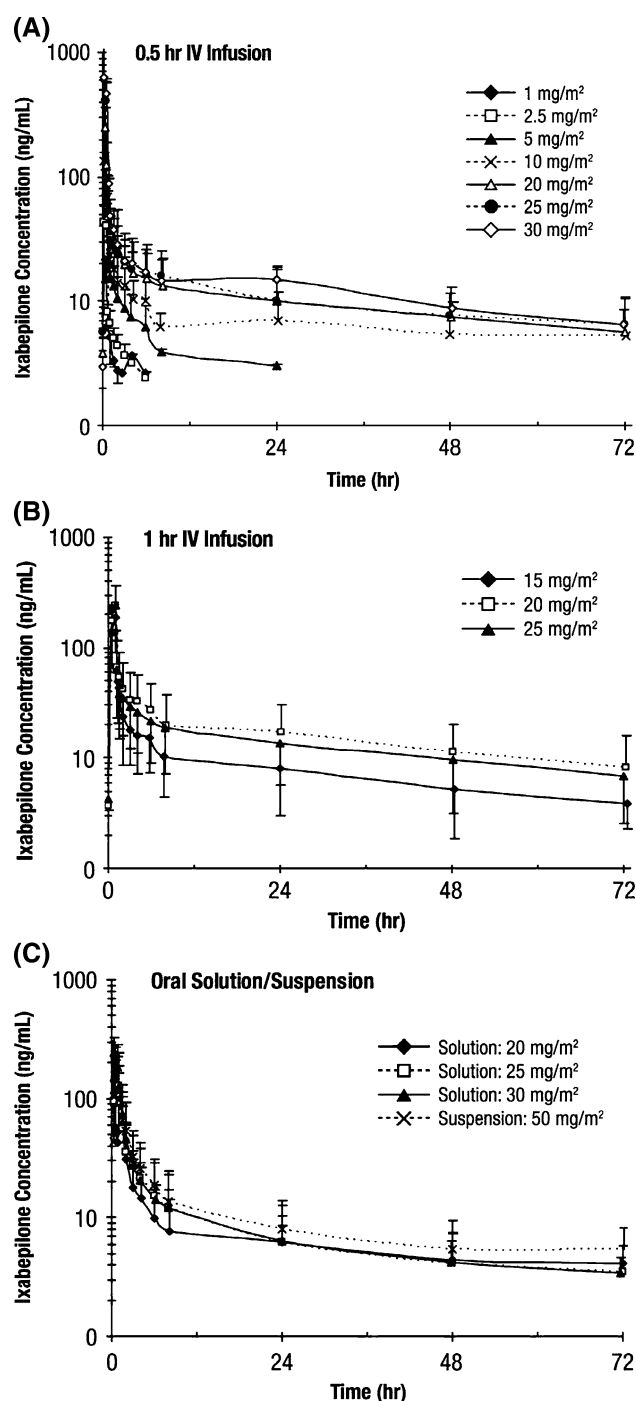 (A)
0.5 hr IV Infusion
Ixabepilone Concentration (ng/mL)
1000
100
10
0
1 mg/m²
2.5 mg/m²
5 mg/m²
10 mg/m²
20 mg/m²
25 mg/m²
30 mg/m²
0 24 48 72
Time (hr)
(B)
1 hr IV Infusion
Ixabepilone Concentration (ng/mL)
1000
100
10
0
15 mg/m²
20 mg/m²
25 mg/m²
0 24 48 72
Time (hr)
(C)
Oral Solution/Suspension
Ixabepilone Concentration (ng/mL)
1000
100
10
0
Solution: 20 mg/m²
Solution: 25 mg/m²
Solution: 30 mg/m²
Suspension: 50 mg/m²
0 24 48 72
Time (hr)